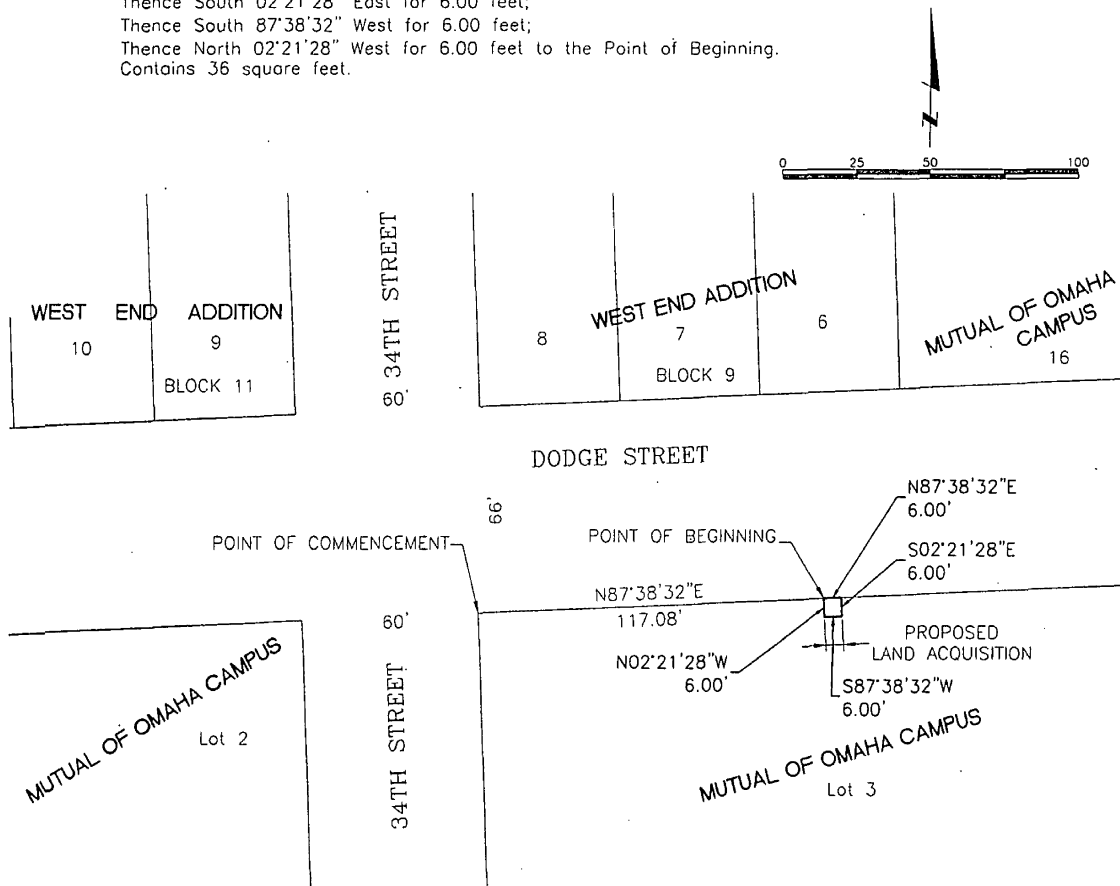 Thence South 02°21'28" East for 6.00 feet;
Thence South 87°38'32" West for 6.00 feet;
Thence North 02°21'28" West for 6.00 feet to the Point of Beginning.
Contains 36 square feet.
N
0 25 50 100
34TH STREET
60'
WEST END ADDITION
10
9
BLOCK 11
WEST END ADDITION
8
7
6
BLOCK 9
MUTUAL OF OMAHA
CAMPUS
16
DODGE STREET
66'
POINT OF COMMENCEMENT
POINT OF BEGINNING
N87°38'32"E
6.00'
S02°21'28"E
6.00'
N87°38'32"E
117.08'
60'
N02°21'28"W
6.00'
PROPOSED
LAND ACQUISITION
S87°38'32"W
6.00'
MUTUAL OF OMAHA CAMPUS
Lot 2
34TH STREET
MUTUAL OF OMAHA CAMPUS
Lot 3